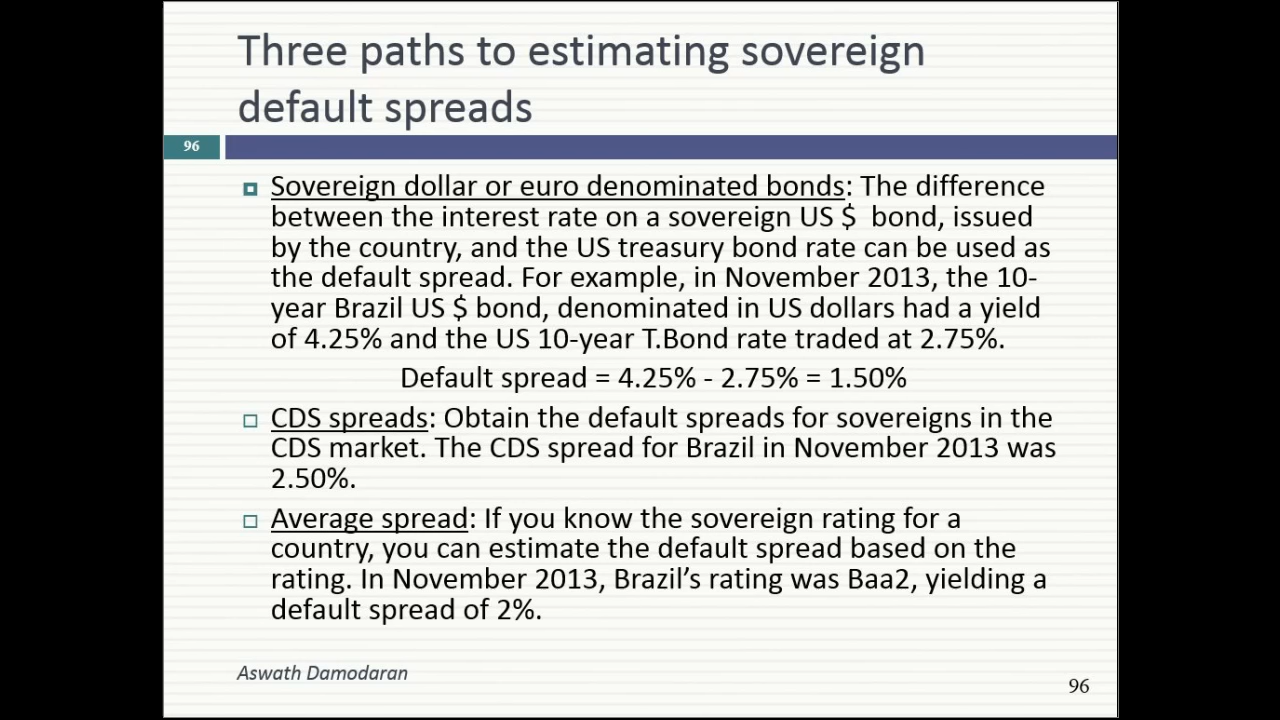 Three paths to estimating sovereign
default spreads
96
Sovereign dollar or euro denominated bonds: The difference
between the interest rate on a sovereign US $ bond, issued
by the country, and the US treasury bond rate can be used as
the default spread. For example, in November 2013, the 10-
year Brazil US $ bond, denominated in US dollars had a yield
of 4.25% and the US 10-year T.Bond rate traded at 2.75%.
Default spread = 4.25% - 2.75% = 1.50%
CDS spreads: Obtain the default spreads for sovereigns in the
CDS market. The CDS spread for Brazil in November 2013 was
2.50%.
Average spread: If you know the sovereign rating for a
country, you can estimate the default spread based on the
rating. In November 2013, Brazil’s rating was Baa2, yielding a
default spread of 2%.
Aswath Damodaran
96